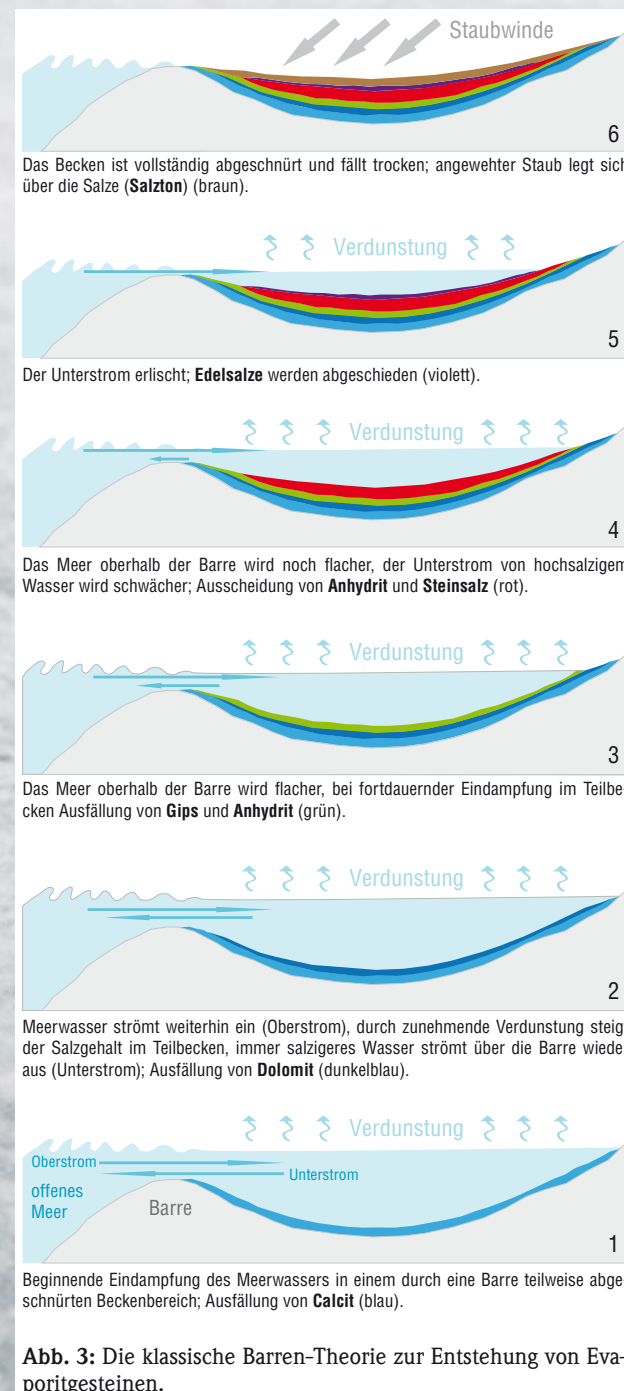 Staubwinde
6
Das Becken ist vollständig abgeschnürt und fällt trocken; angewehter Staub legt sich
über die Salze (Salzton) (braun).
Verdunstung
5
Der Unterstrom erlischt; Edelsalze werden abgeschieden (violett).
Verdunstung
4
Das Meer oberhalb der Barre wird noch flacher, der Unterstrom von hochsalzigem
Wasser wird schwächer; Ausscheidung von Anhydrit und Steinsalz (rot).
Verdunstung
3
Das Meer oberhalb der Barre wird flacher, bei fortdauernder Eindampfung im Teilbe-
cken Ausfällung von Gips und Anhydrit (grün).
Verdunstung
2
Meerwasser strömt weiterhin ein (Oberstrom), durch zunehmende Verdunstung steig
der Salzgehalt im Teilbecken, immer salzigeres Wasser strömt über die Barre wiede
aus (Unterstrom); Ausfällung von Dolomit (dunkelblau).
Verdunstung
Oberstrom
Unterstrom
offenes
Meer
Barre
1
Beginnende Eindampfung des Meerwassers in einem durch eine Barre teilweise abge-
schnürten Beckenbereich; Ausfällung von Calcit (blau).
Abb. 3: Die klassische Barren-Theorie zur Entstehung von Eva-
poritgesteinen.